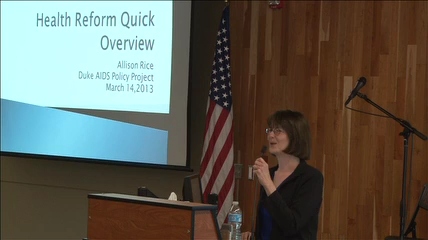 Health Reform Quick
Overview
Allison Rice
Duke AIDS Policy Project
March 14,2013